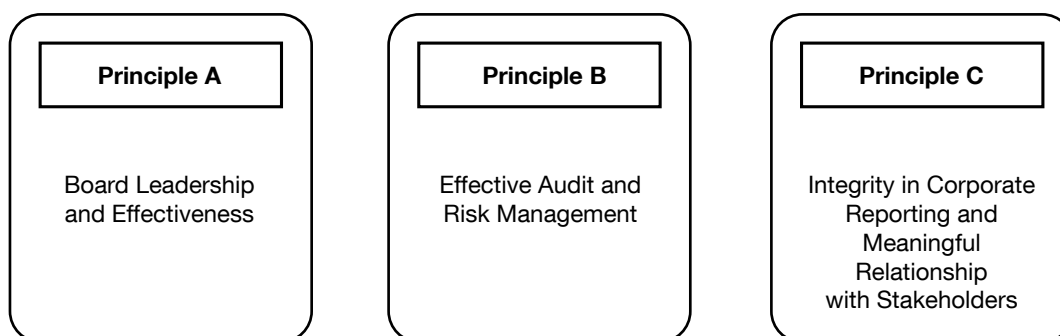 Principle A
Board Leadership
and Effectiveness
Principle B
Effective Audit and
Risk Management
Principle C
Integrity in Corporate
Reporting and
Meaningful
Relationship
with Stakeholders